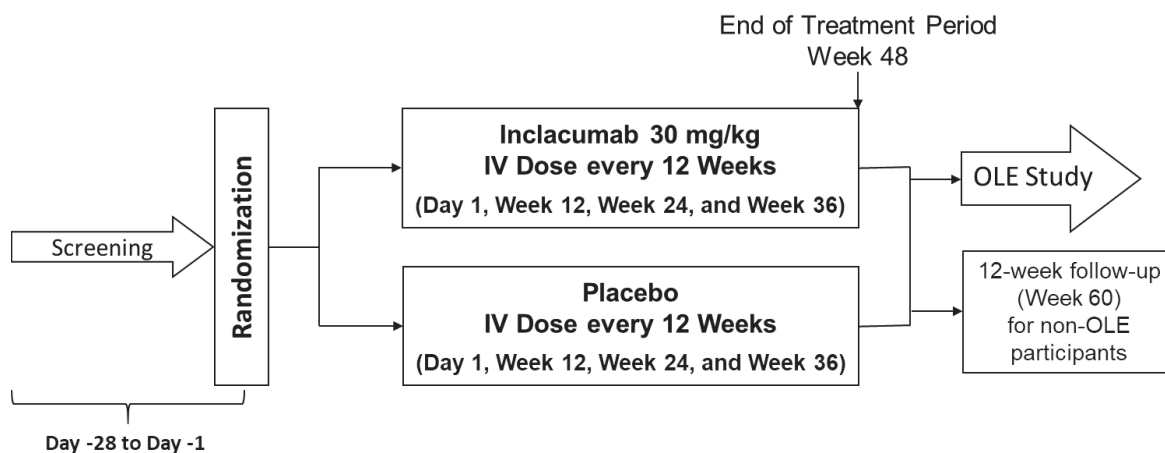 End of Treatment Period
Week 48
Screening
Randomization
Inclacumab 30 mg/kg
IV Dose every 12 Weeks
(Day 1, Week 12, Week 24, and Week 36)
Placebo
IV Dose every 12 Weeks
(Day 1, Week 12, Week 24, and Week 36)
OLE Study
12-week follow-up
(Week 60)
for non-OLE
participants
Day -28 to Day -1